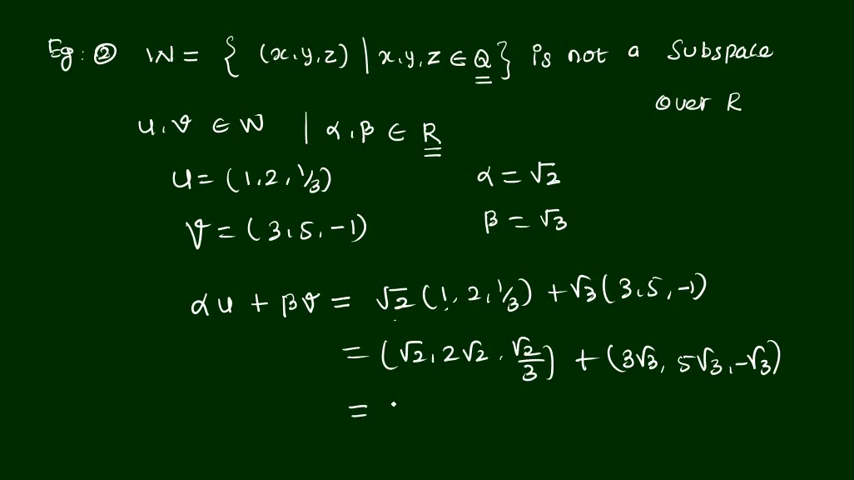 Eg: ② W = { (x,y,z) | x,y,z ∈ Q } is not a Subspace
over R
u,v ∈ W | α,β ∈ R
u = (1,2,1/3) α = √2
v = (3,5,-1) β = √3
αu + βv = √2 (1,2,1/3) + √3 (3,5,-1)
= (√2, 2√2, √2/3) + (3√3, 5√3, -√3)
=